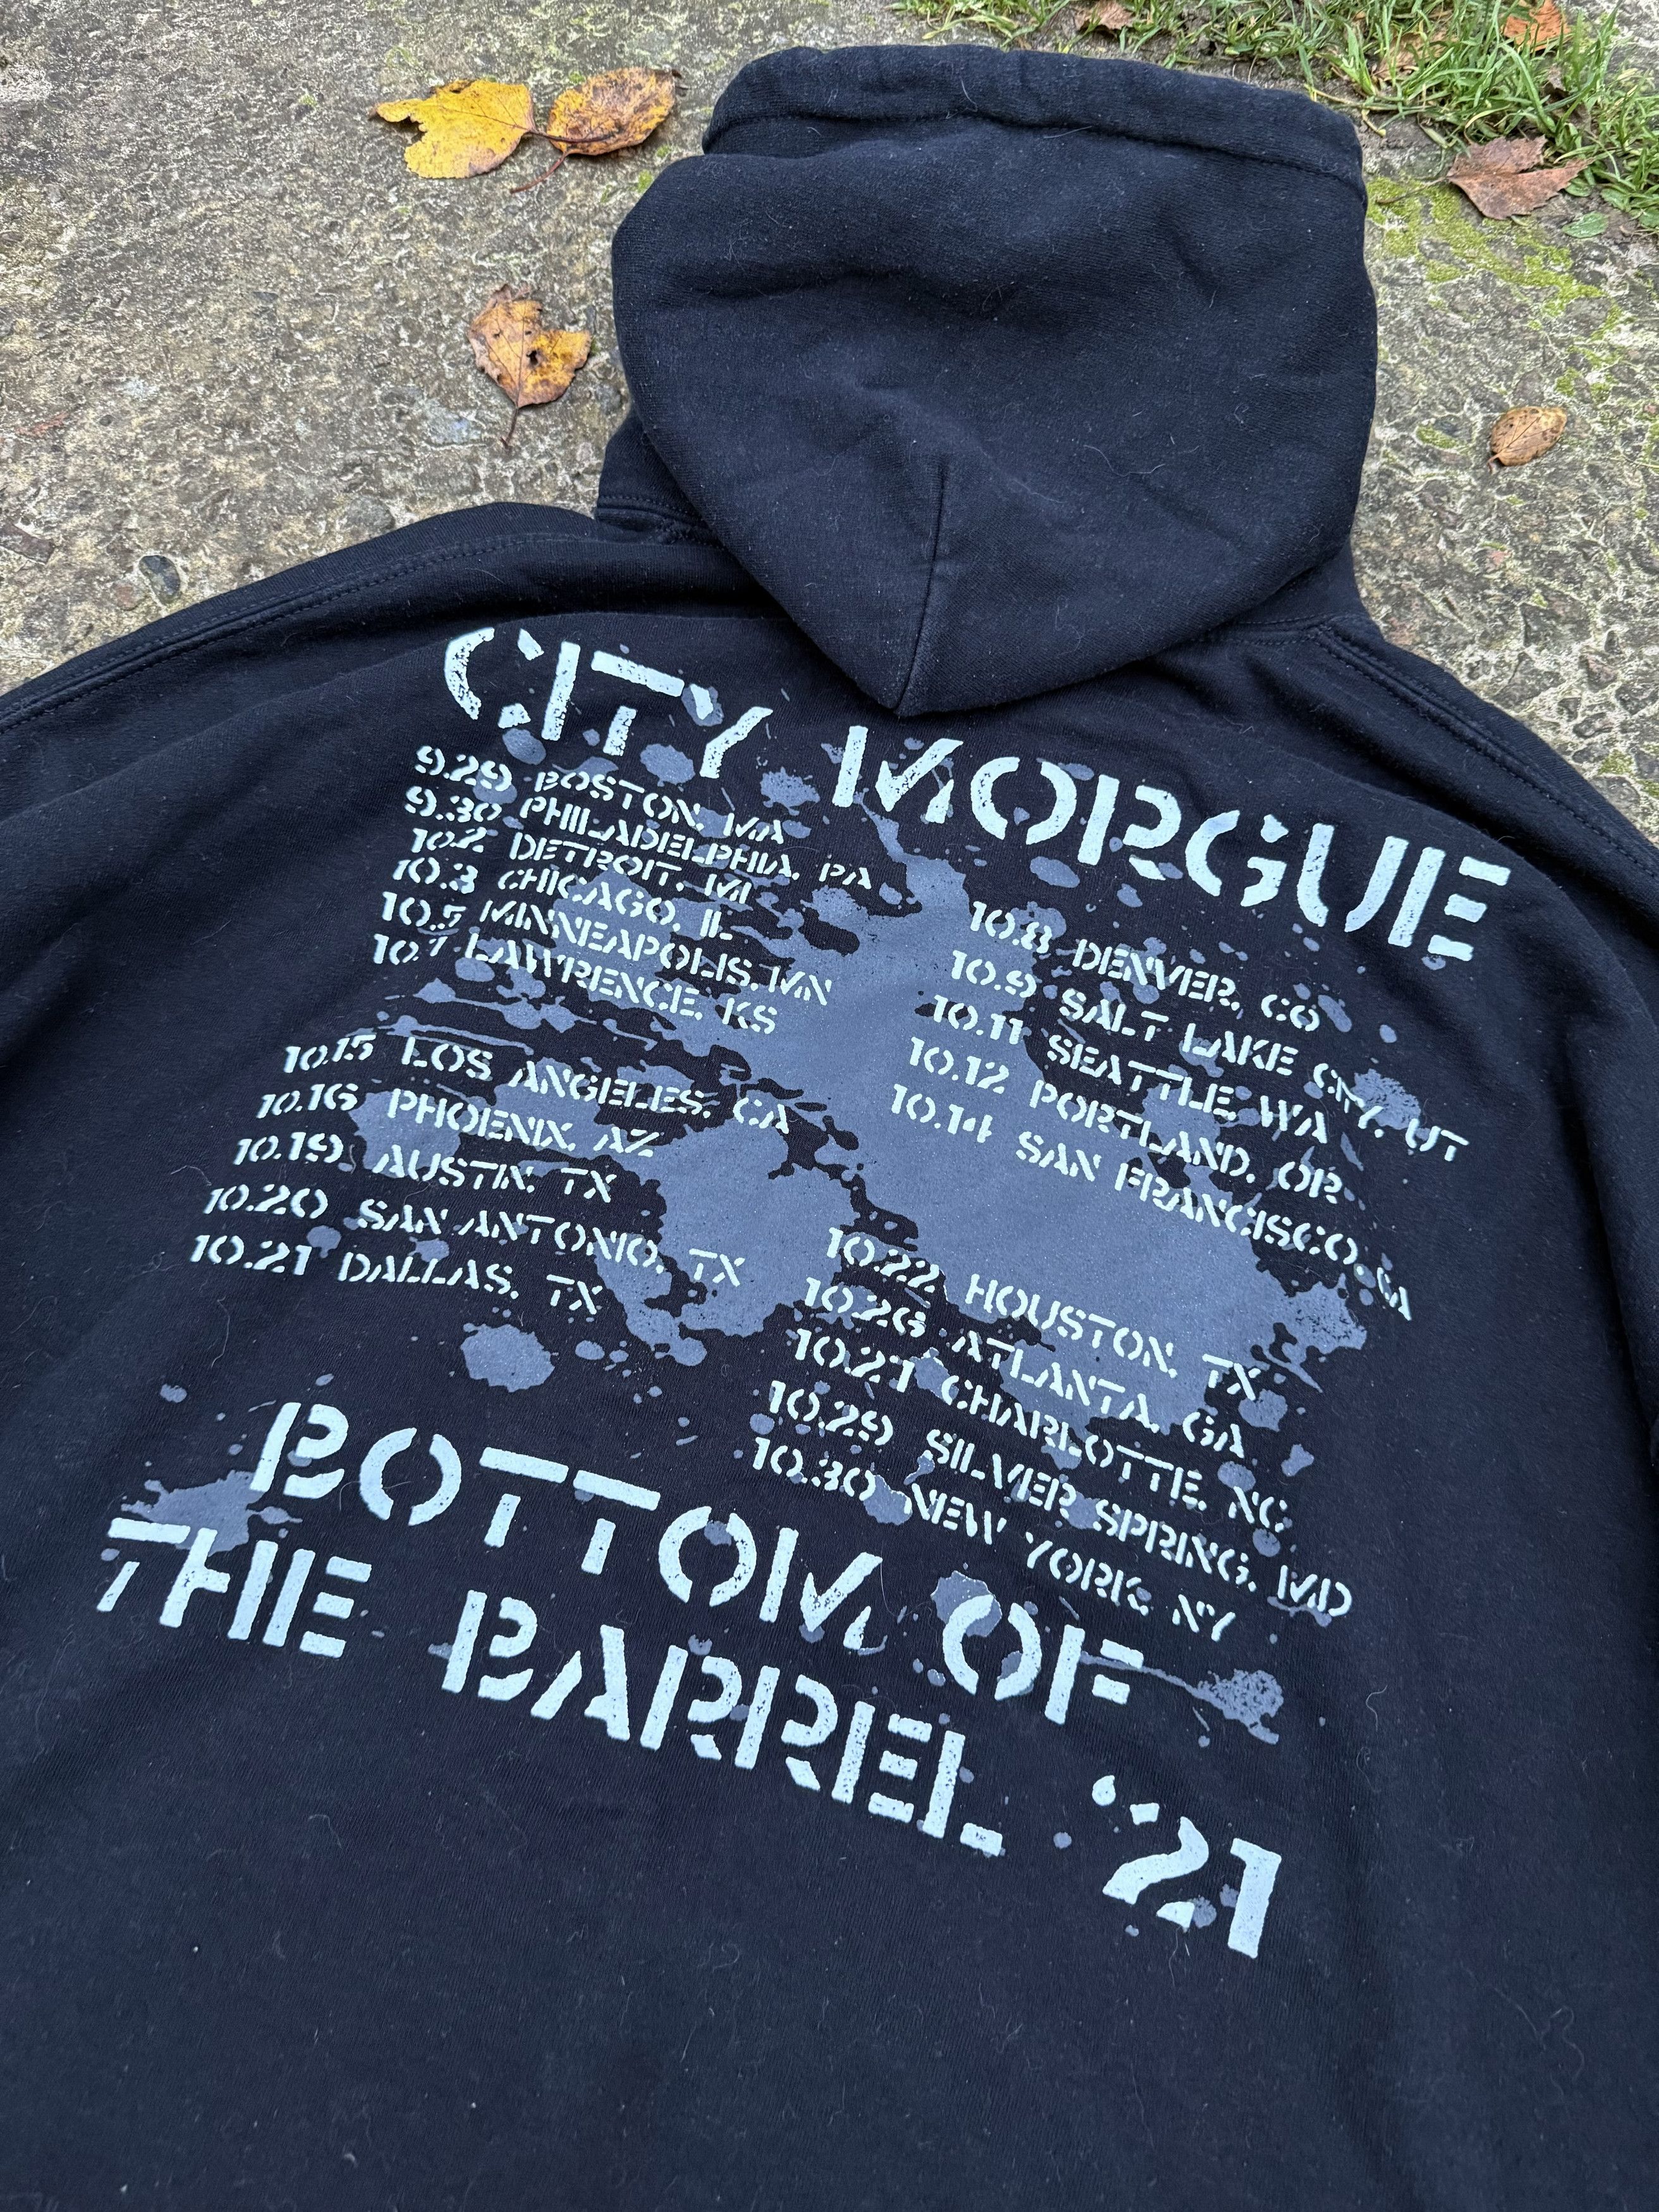 CITY MORGUE
9.29 BOSTON, MA
9.30 PHILADELPHIA, PA
10.2 DETROIT, MI
10.3 CHICAGO, IL
10.5 MINNEAPOLIS, MN
10.7 LAWRENCE, KS
10.8 DENVER, CO
10.9 SALT LAKE CITY, UT
10.11 SEATTLE, WA
10.12 PORTLAND, OR
10.14 SAN FRANCISCO, CA
10.15 LOS ANGELES, CA
10.16 PHOENIX, AZ
10.19 AUSTIN, TX
10.20 SAN ANTONIO, TX
10.21 DALLAS, TX
10.22 HOUSTON, TX
10.26 ATLANTA, GA
10.27 CHARLOTTE, NC
10.29 SILVER SPRING, MD
10.30 NEW YORK, NY
BOTTOM OF
THE BARREL '21